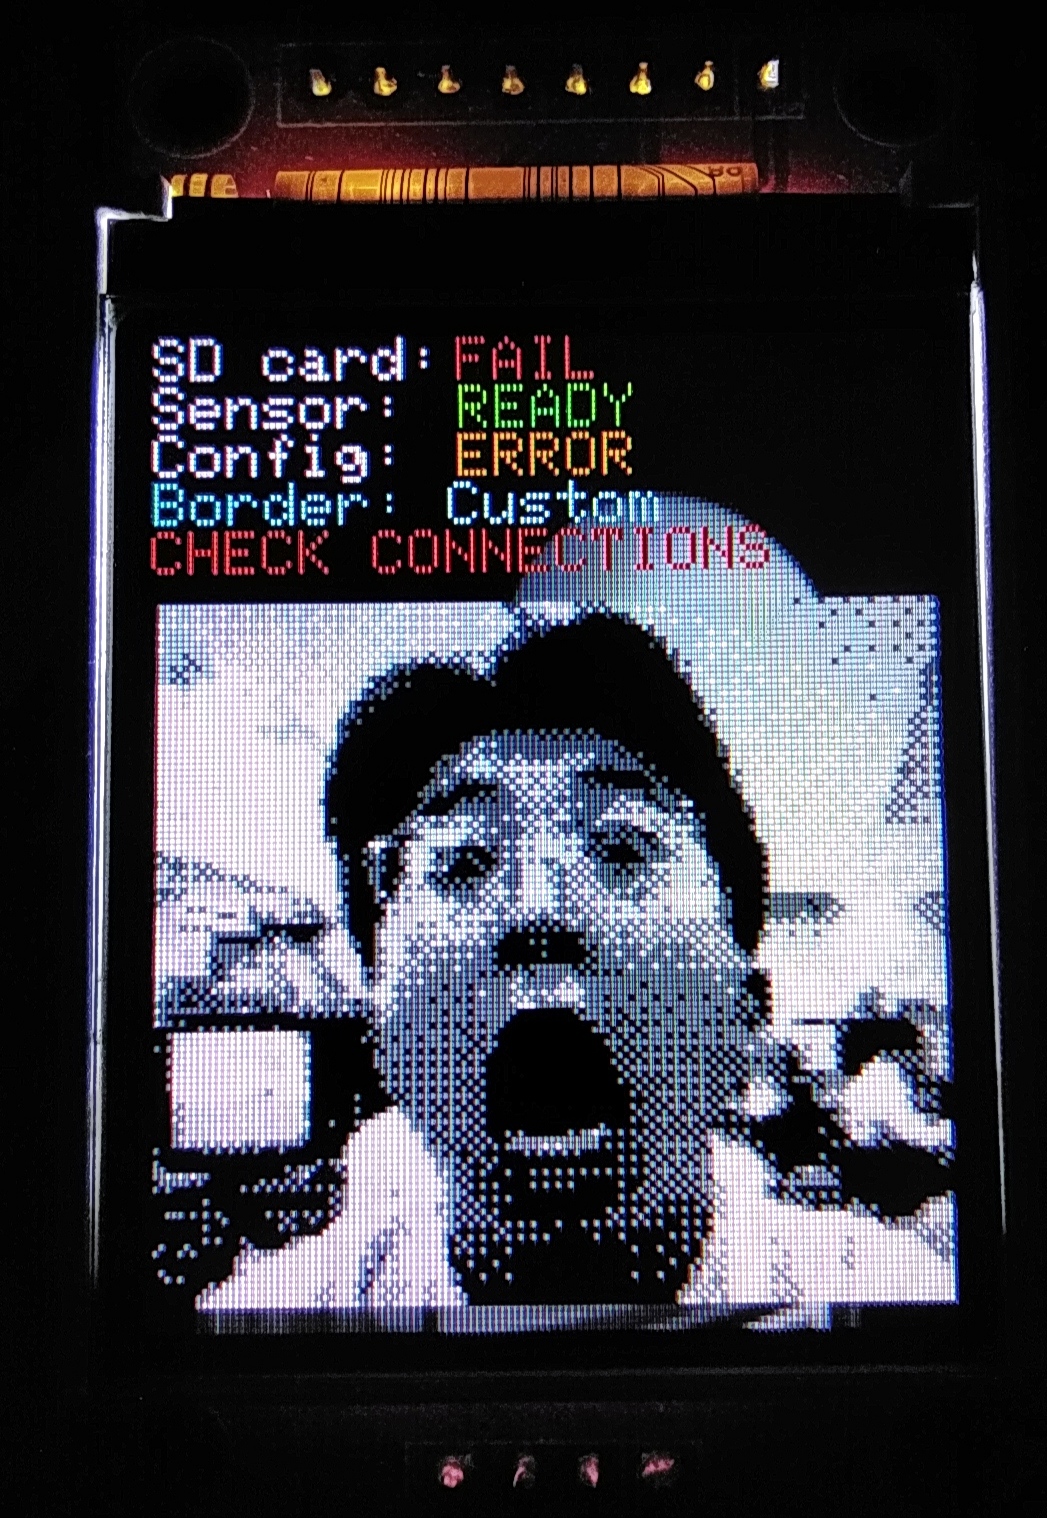 SD card: FAIL
Sensor: READY
Config: ERROR
Border: Custom
CHECK CONNECTIONS